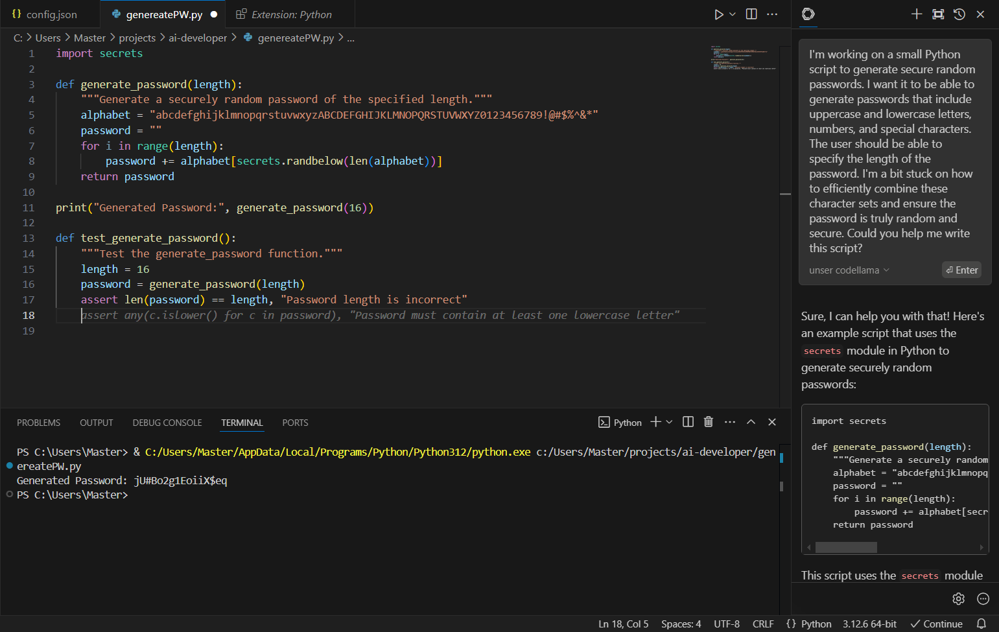 {} config.json
genereatePW.py
Extension: Python
C: > Users > Master > projects > ai-developer > genereatePW.py > ...
1 import secrets
2
3 def generate_password(length):
4 """Generate a securely random password of the specified length."""
5 alphabet = "abcdefghijklmnopqrstuvwxyzABCDEFGHIJKLMNOPQRSTUVWXYZ0123456789!@#$%^&*"
6 password = ""
7 for i in range(length):
8 password += alphabet[secrets.randbelow(len(alphabet))]
9 return password
10
11 print("Generated Password:", generate_password(16))
12
13 def test_generate_password():
14 """Test the generate_password function."""
15 length = 16
16 password = generate_password(length)
17 assert len(password) == length, "Password length is incorrect"
18 assert any(c.islower() for c in password), "Password must contain at least one lowercase letter"
19
PROBLEMS OUTPUT DEBUG CONSOLE TERMINAL PORTS
Python
PS C:\Users\Master> & C:/Users/Master/AppData/Local/Programs/Python/Python312/python.exe c:/Users/Master/projects/ai-developer/gen
ereatePW.py
Generated Password: jU#Bo2g1EoiiX$eq
PS C:\Users\Master>
I'm working on a small Python
script to generate secure random
passwords. I want it to be able to
generate passwords that include
uppercase and lowercase letters,
numbers, and special characters.
The user should be able to
specify the length of the
password. I'm a bit stuck on how
to efficiently combine these
character sets and ensure the
password is truly random and
secure. Could you help me write
this script?
unser codellama
⏎ Enter
Sure, I can help you with that! Here's
an example script that uses the
secrets module in Python to
generate securely random
passwords:
import secrets
def generate_password(length):
"""Generate a securely random
alphabet = "abcdefghijklmnopq
password = ""
for i in range(length):
password += alphabet[secr
return password
This script uses the secrets module
Ln 18, Col 5 Spaces: 4 UTF-8 CRLF {} Python 3.12.6 64-bit ✓ Continue